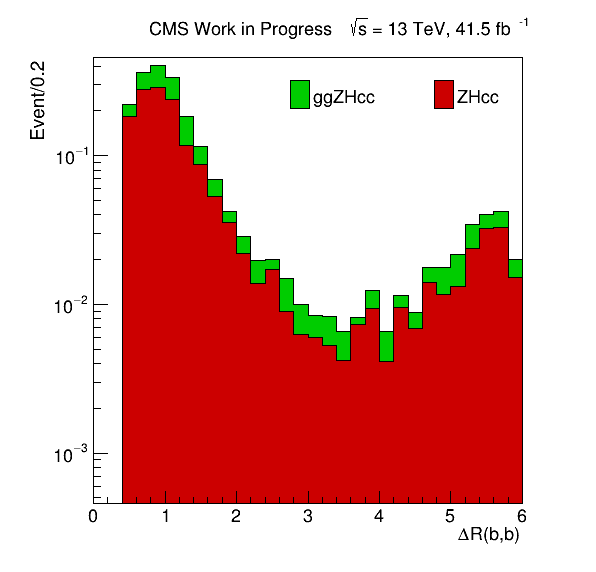 CMS Work in Progress √s = 13 TeV, 41.5 fb⁻¹
Event/0.2
ggZHcc ZHcc
10⁻¹
10⁻²
10⁻³
0 1 2 3 4 5 6
ΔR(b,b)